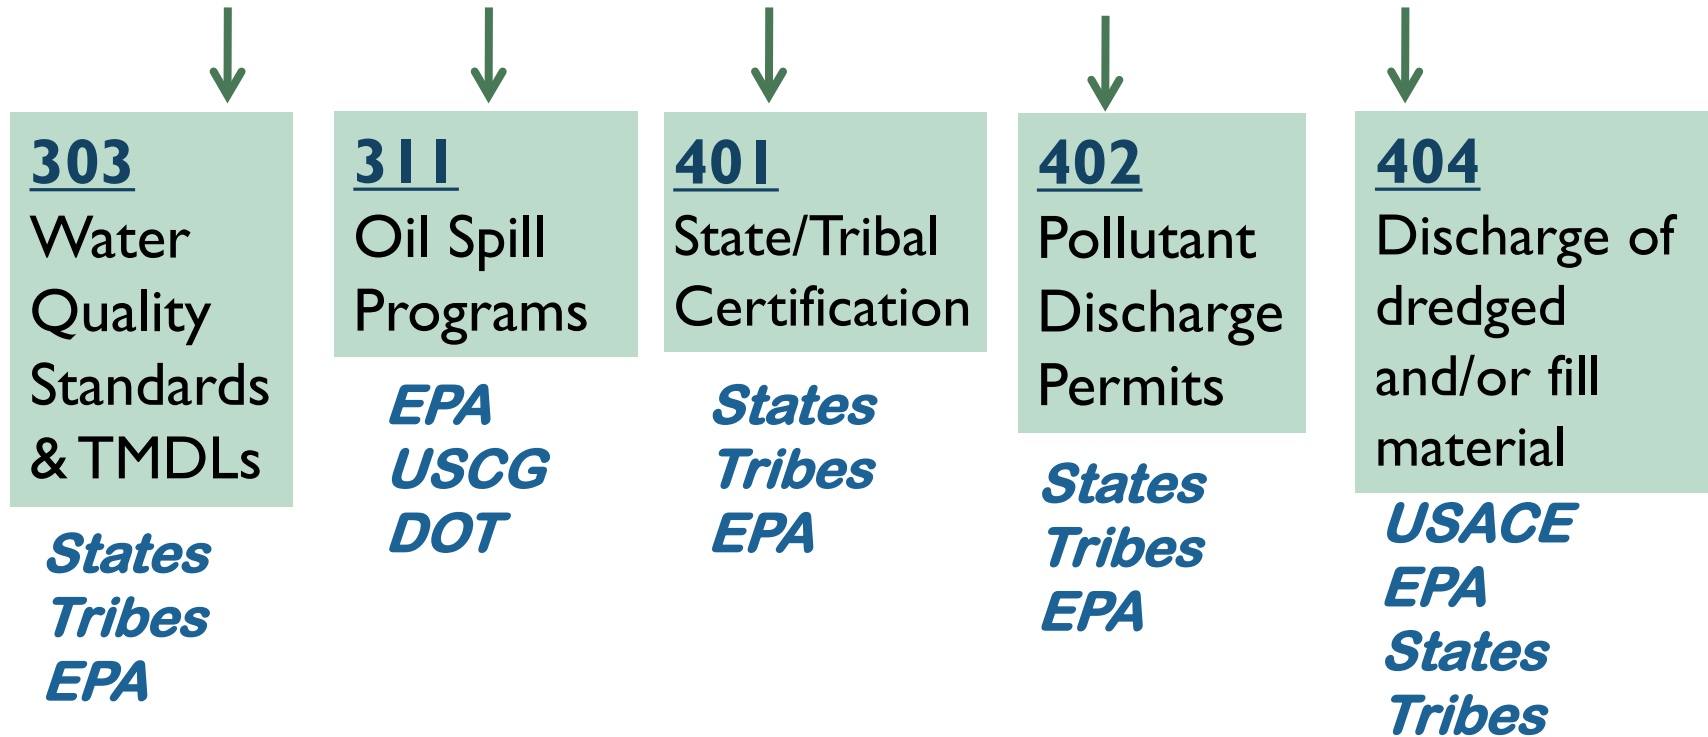 303
Water
Quality
Standards
& TMDLs
States
Tribes
EPA
311
Oil Spill
Programs
EPA
USCG
DOT
401
State/Tribal
Certification
States
Tribes
EPA
402
Pollutant
Discharge
Permits
States
Tribes
EPA
404
Discharge of
dredged
and/or fill
material
USACE
EPA
States
Tribes